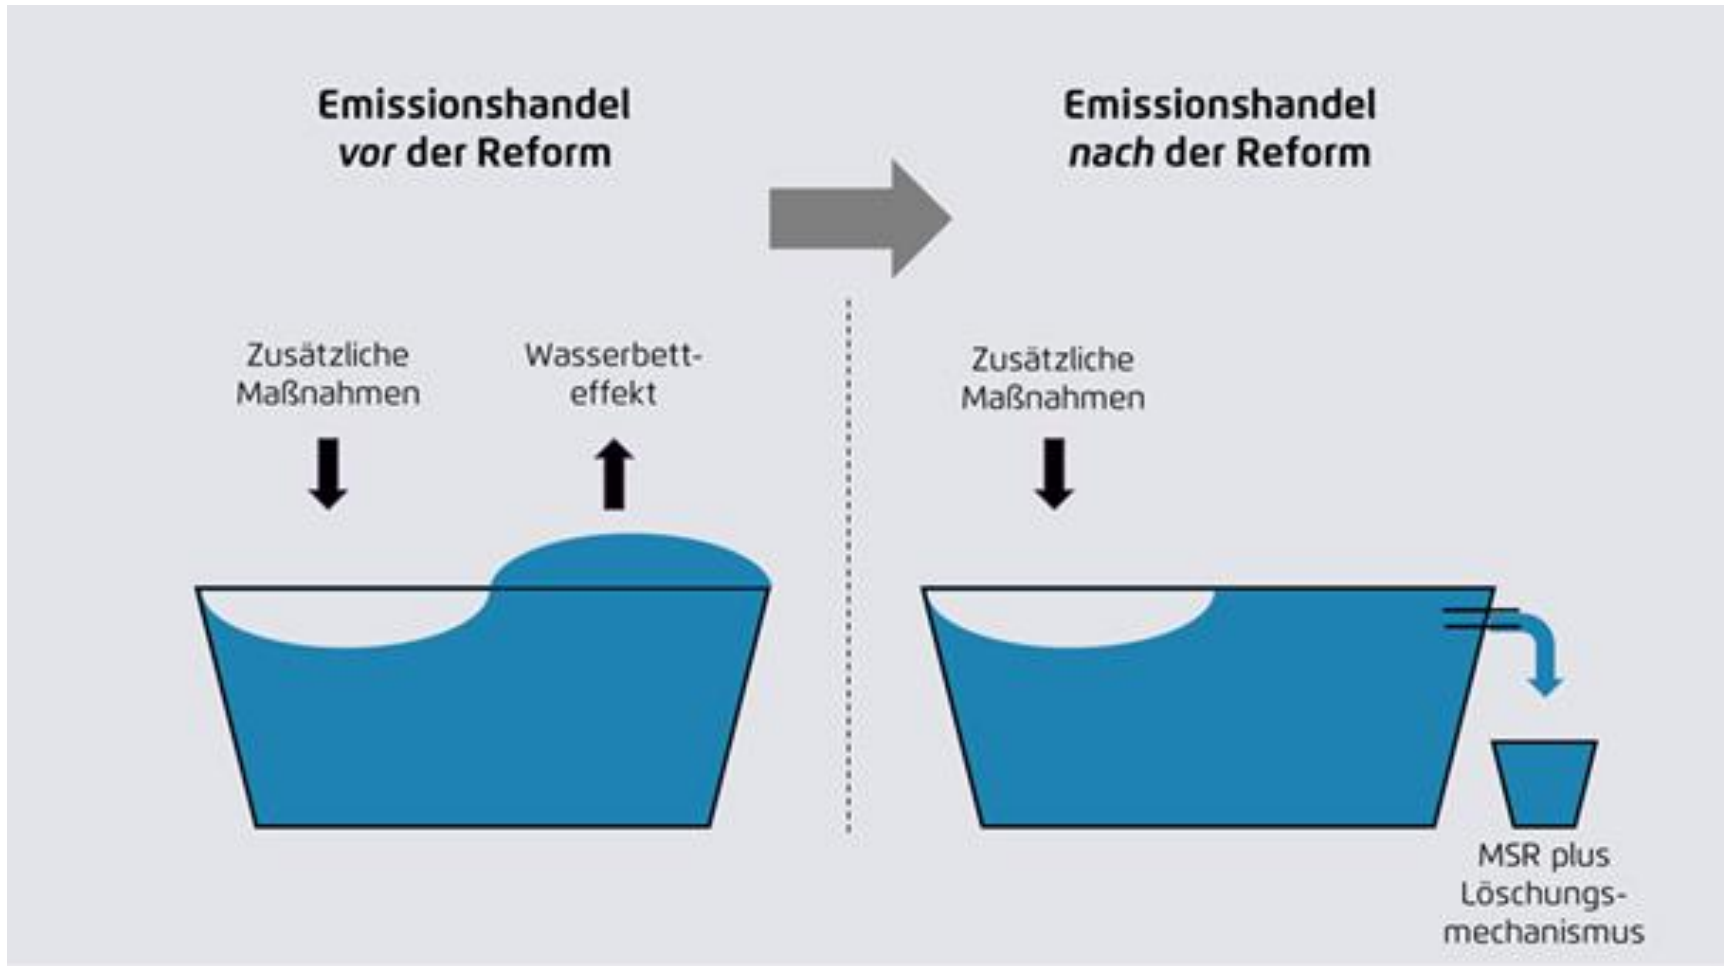 Emissionshandel
vor der Reform
Emissionshandel
nach der Reform
Zusätzliche
Maßnahmen
Wasserbett-
effekt
Zusätzliche
Maßnahmen
MSR plus
Löschungs-
mechanismus